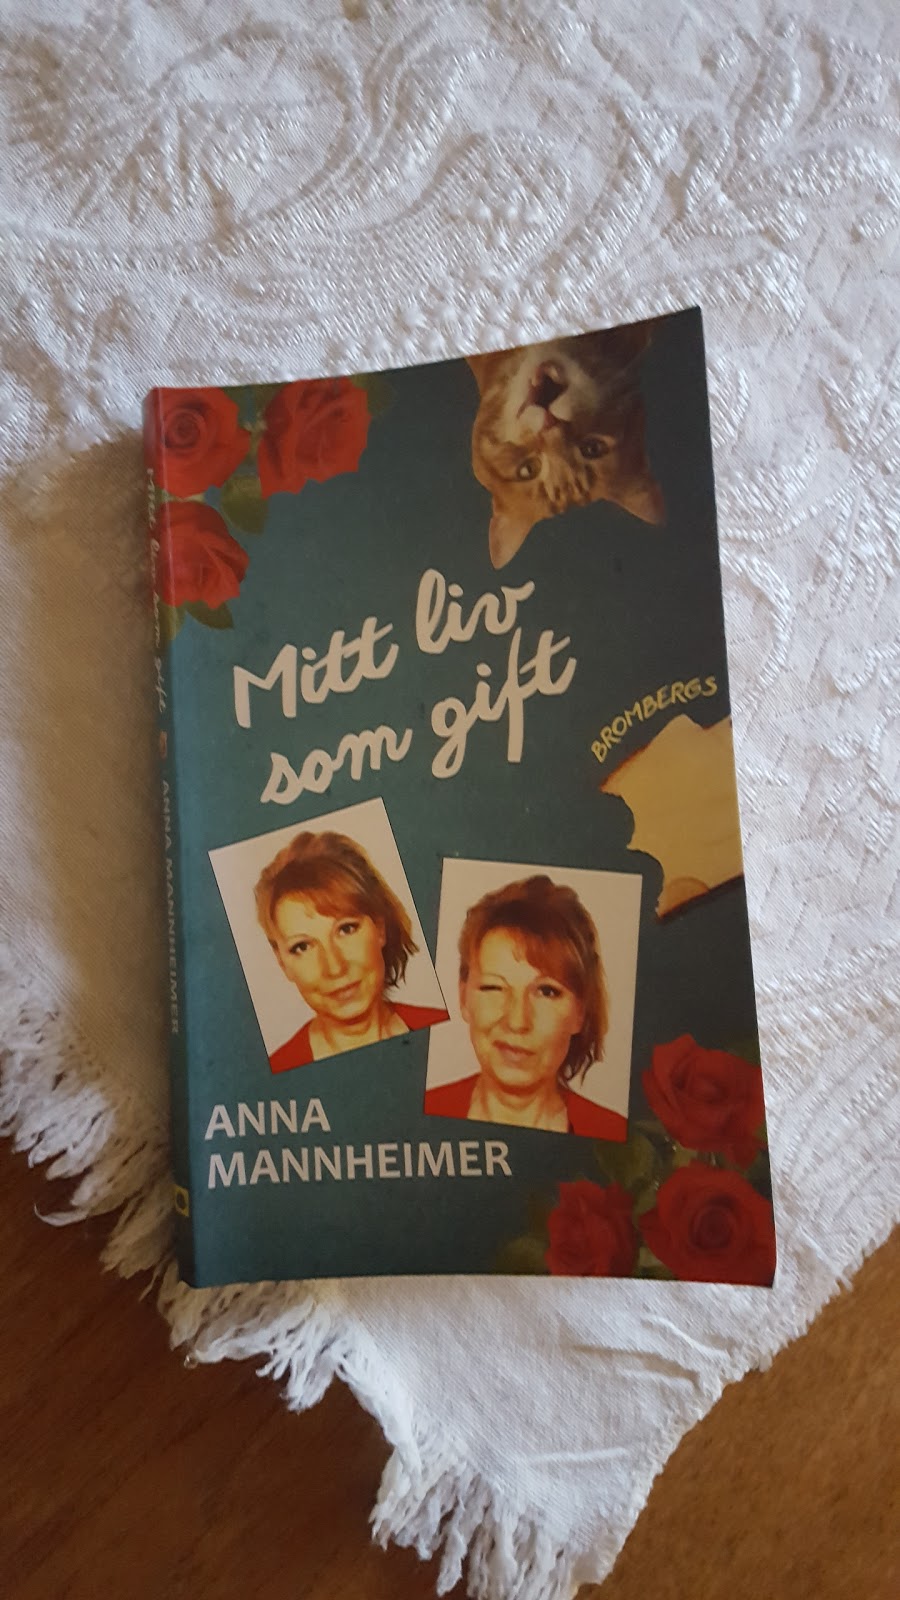 Mitt liv
som gift
BROMBERGS
ANNA
MANNHEIMER
Mitt liv som gift ANNA MANNHEIMER